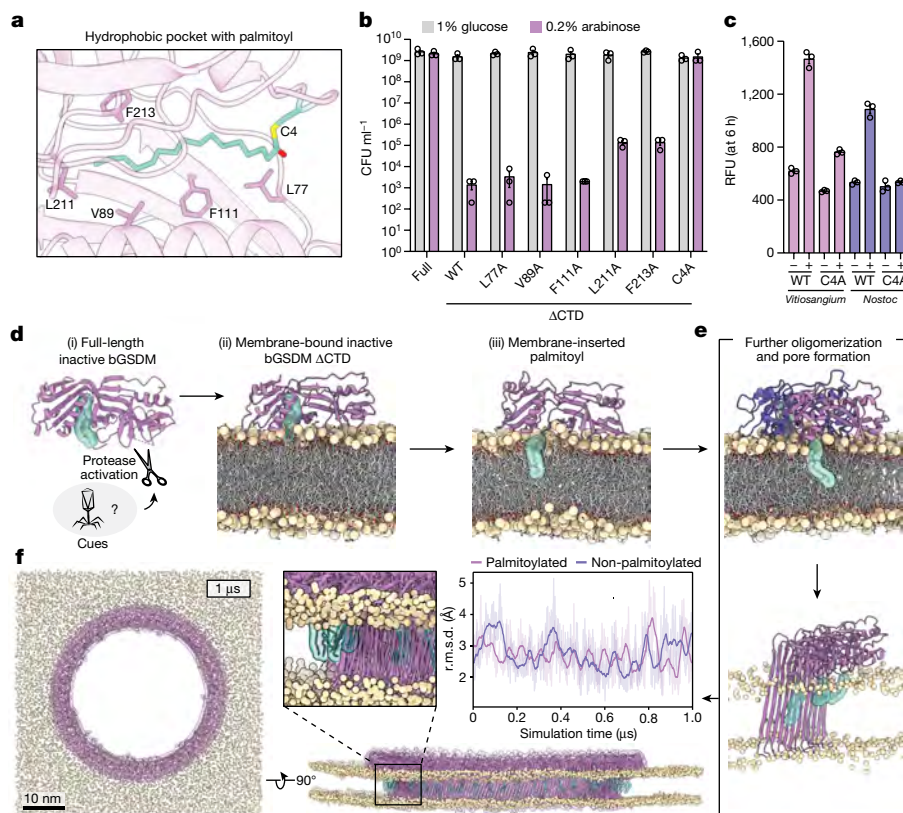 a
Hydrophobic pocket with palmitoyl
F213
C4
L211
V89
F111
L77
b
1% glucose
0.2% arabinose
CFU ml⁻¹
10¹⁰
10⁹
10⁸
10⁷
10⁶
10⁵
10⁴
10³
10²
10¹
10⁰
Full
WT
L77A
V89A
F111A
L211A
F213A
C4A
ΔCTD
c
RFU (at 6 h)
1,600
1,200
800
400
0
– + – + – + – +
WT C4A WT C4A
Vitiosangium Nostoc
d
(i) Full-length
inactive bGSDM
Protease
activation
?
Cues
(ii) Membrane-bound inactive
bGSDM ΔCTD
(iii) Membrane-inserted
palmitoyl
e
Further oligomerization
and pore formation
f
1 μs
10 nm
90°
Palmitoylated
Non-palmitoylated
r.m.s.d. (Å)
5
4
3
2
0 0.2 0.4 0.6 0.8 1.0
Simulation time (μs)